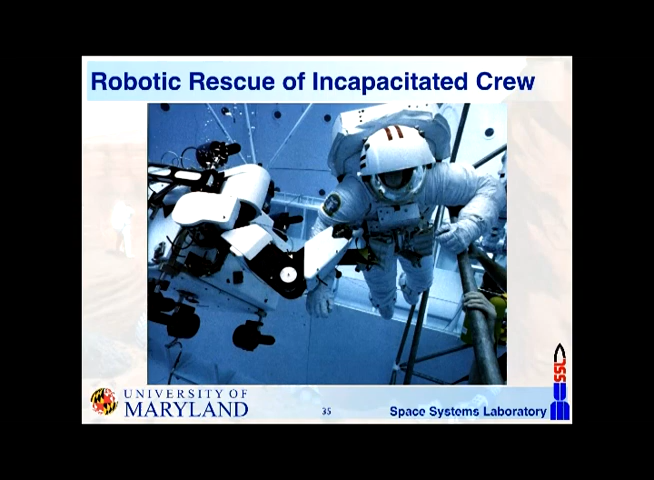 Robotic Rescue of Incapacitated Crew
UNIVERSITY OF
MARYLAND
35
Space Systems Laboratory
SSL